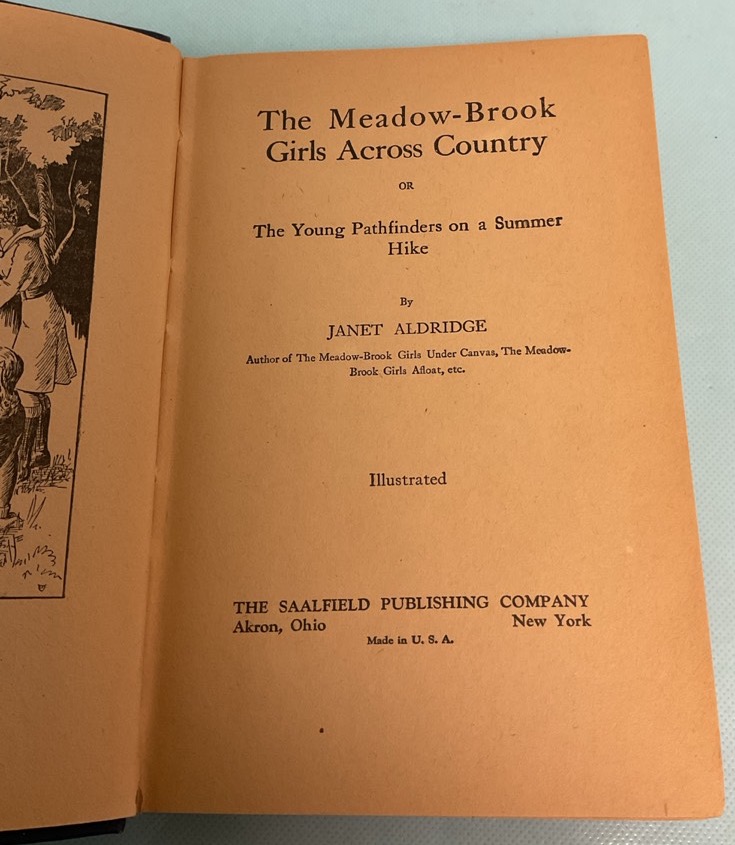 The Meadow-Brook
Girls Across Country
OR
The Young Pathfinders on a Summer
Hike
By
JANET ALDRIDGE
Author of The Meadow-Brook Girls Under Canvas, The Meadow-
Brook Girls Afloat, etc.
Illustrated
THE SAALFIELD PUBLISHING COMPANY
Akron, Ohio New York
Made in U. S. A.